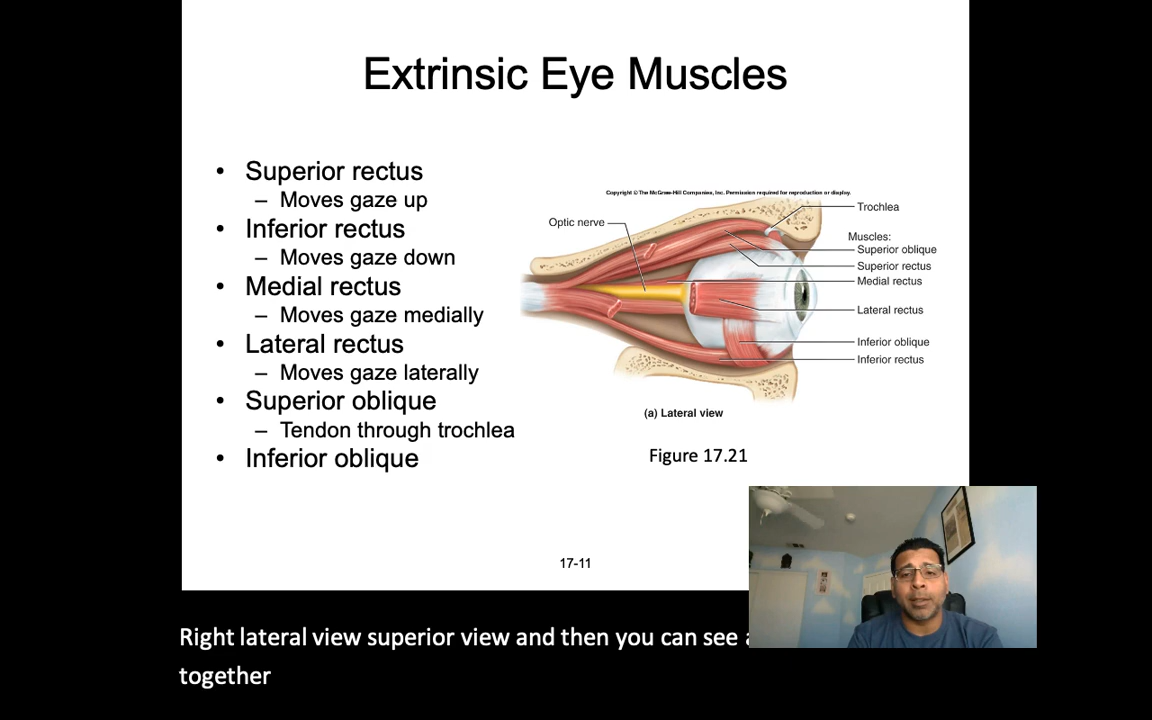 Extrinsic Eye Muscles
• Superior rectus
– Moves gaze up
• Inferior rectus
– Moves gaze down
• Medial rectus
– Moves gaze medially
• Lateral rectus
– Moves gaze laterally
• Superior oblique
– Tendon through trochlea
• Inferior oblique
Copyright © The McGraw-Hill Companies, Inc. Permission required for reproduction or display.
Optic nerve
Trochlea
Muscles:
Superior oblique
Superior rectus
Medial rectus
Lateral rectus
Inferior oblique
Inferior rectus
(a) Lateral view
Figure 17.21
17-11
Right lateral view superior view and then you can see
together